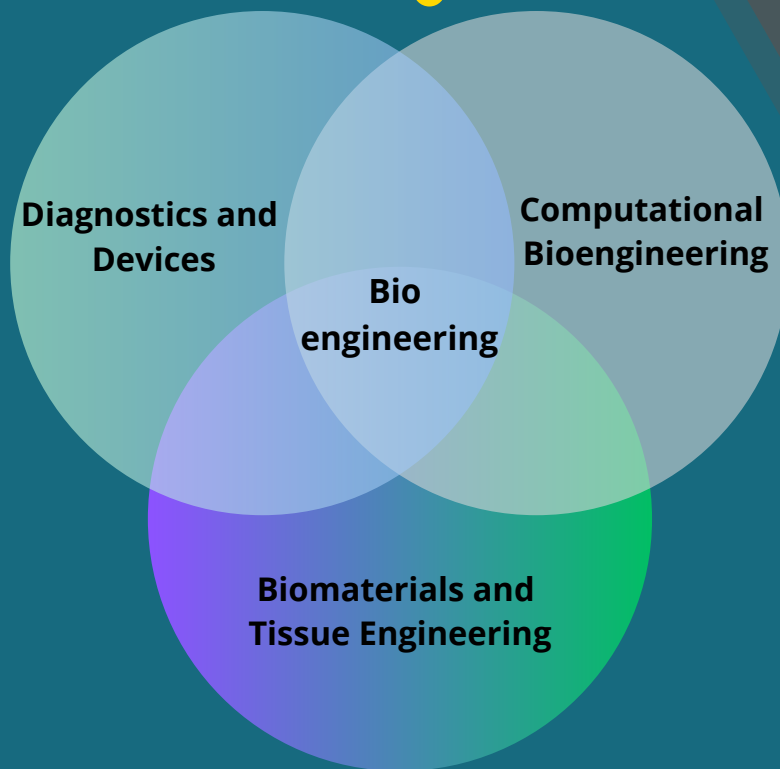 Diagnostics and
Devices
Computational
Bioengineering
Bio
engineering
Biomaterials and
Tissue Engineering